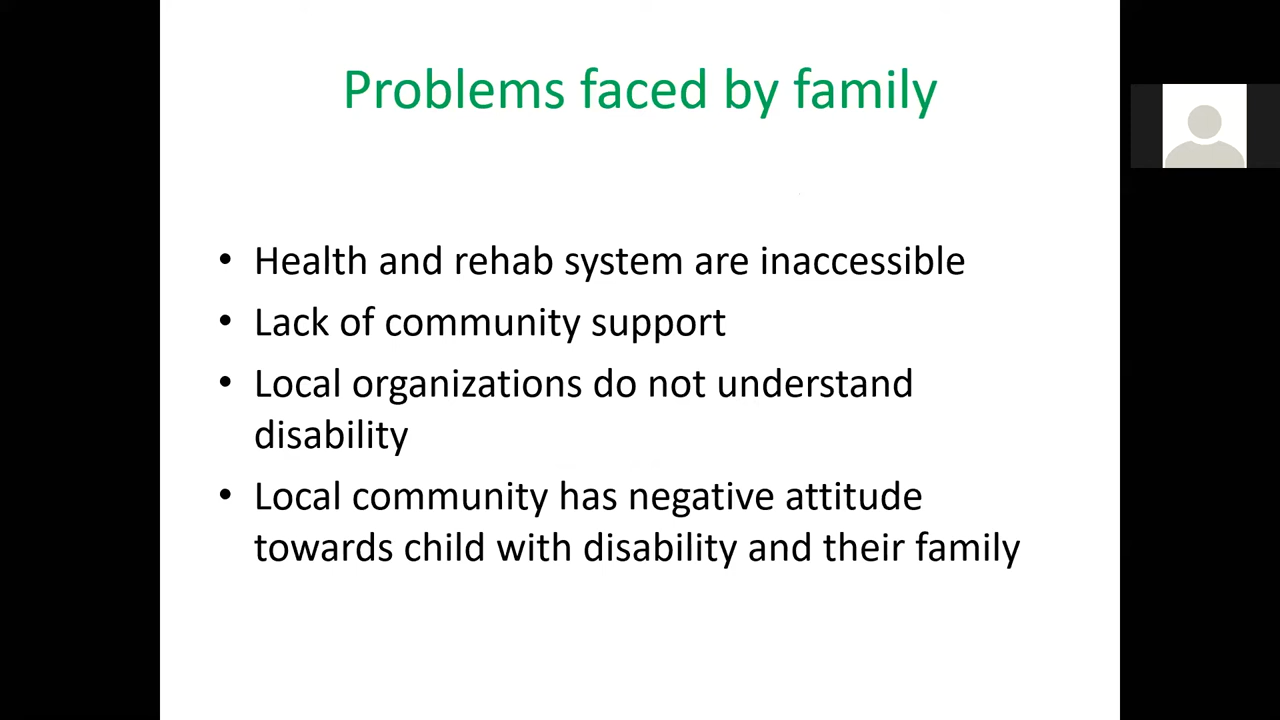 Problems faced by family
• Health and rehab system are inaccessible
• Lack of community support
• Local organizations do not understand
disability
• Local community has negative attitude
towards child with disability and their family